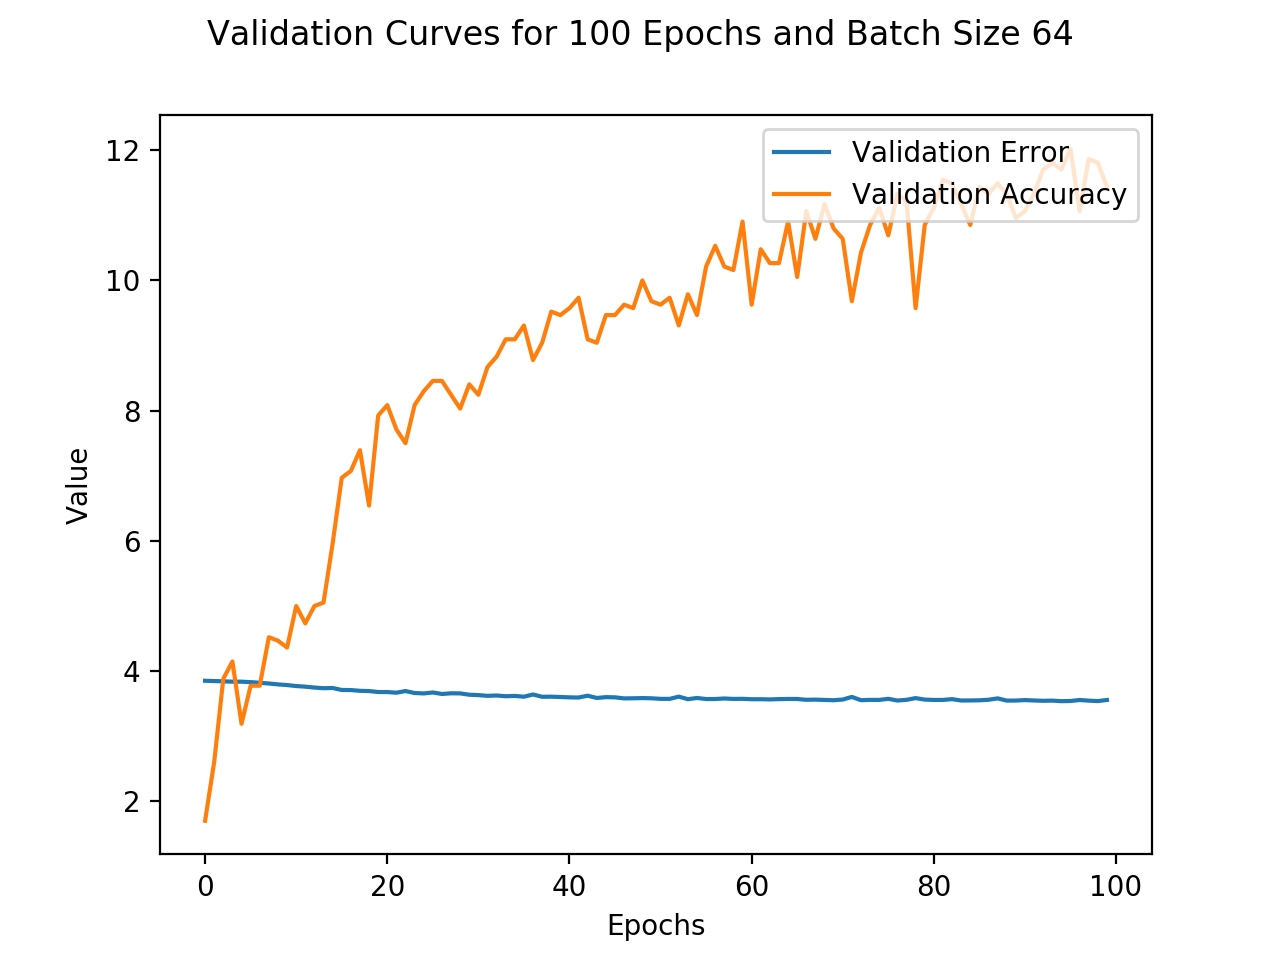 Validation Curves for 100 Epochs and Batch Size 64
Validation Error
Validation Accuracy
12
10
8
6
4
2
Value
0 20 40 60 80 100
Epochs